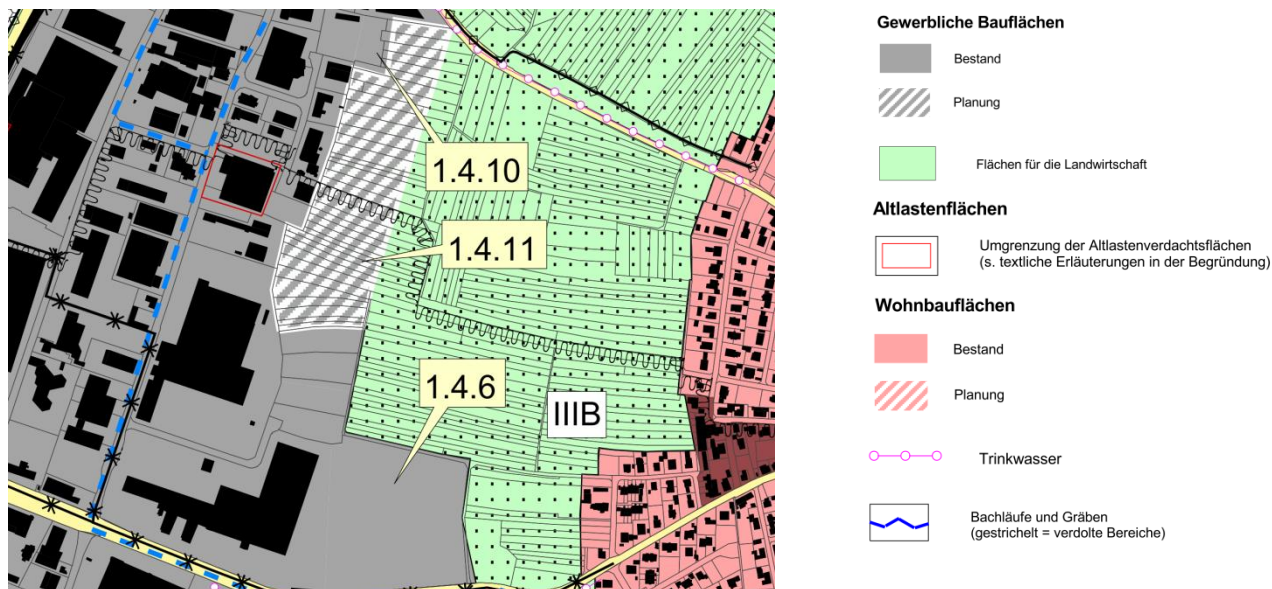 1.4.10
1.4.11
1.4.6
IIIB
Gewerbliche Bauflächen
Bestand
Planung
Flächen für die Landwirtschaft
Altlastenflächen
Umgrenzung der Altlastenverdachtsflächen
(s. textliche Erläuterungen in der Begründung)
Wohnbauflächen
Bestand
Planung
Trinkwasser
Bachläufe und Gräben
(gestrichelt = verdolte Bereiche)